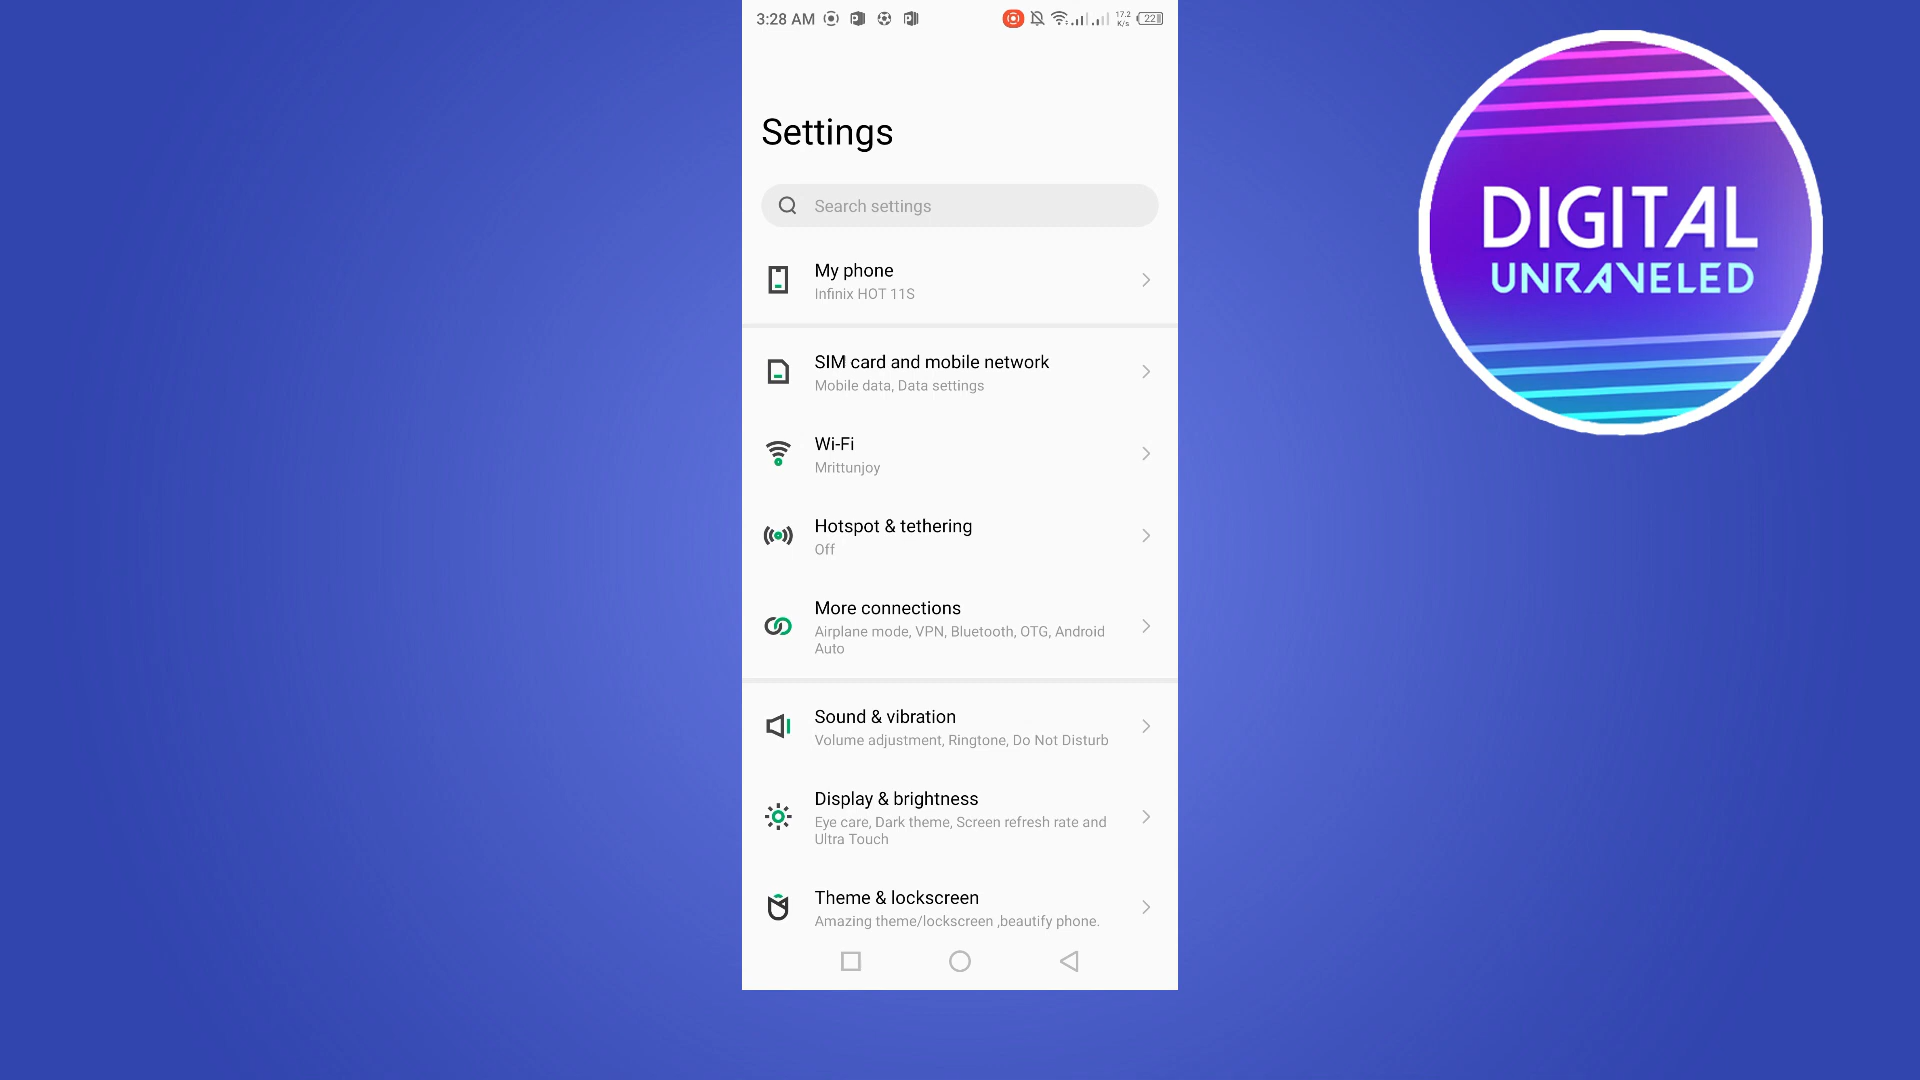 3:28 AM
17.2
K/s
22
Settings
Search settings
My phone
Infinix HOT 11S
SIM card and mobile network
Mobile data, Data settings
Wi-Fi
Mrittunjoy
Hotspot & tethering
Off
More connections
Airplane mode, VPN, Bluetooth, OTG, Android
Auto
Sound & vibration
Volume adjustment, Ringtone, Do Not Disturb
Display & brightness
Eye care, Dark theme, Screen refresh rate and
Ultra Touch
Theme & lockscreen
Amazing theme/lockscreen ,beautify phone.
DIGITAL
UNRAVELED